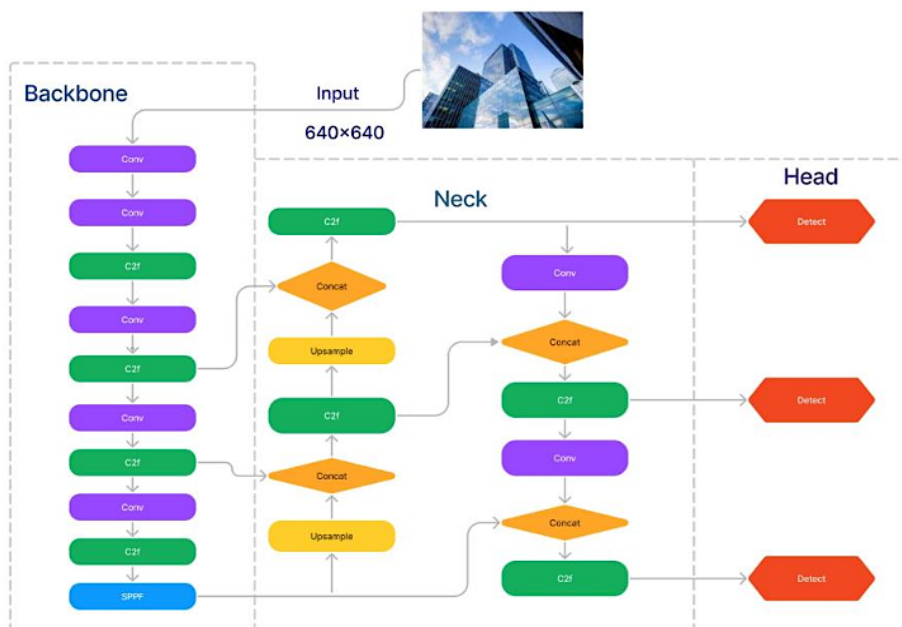 Backbone
Input
640×640
Conv
Conv
C2f
Conv
C2f
Conv
C2f
Conv
C2f
SPPF
Neck
C2f
Concat
Upsample
C2f
Concat
Upsample
Conv
Concat
C2f
Conv
Concat
C2f
Head
Detect
Detect
Detect